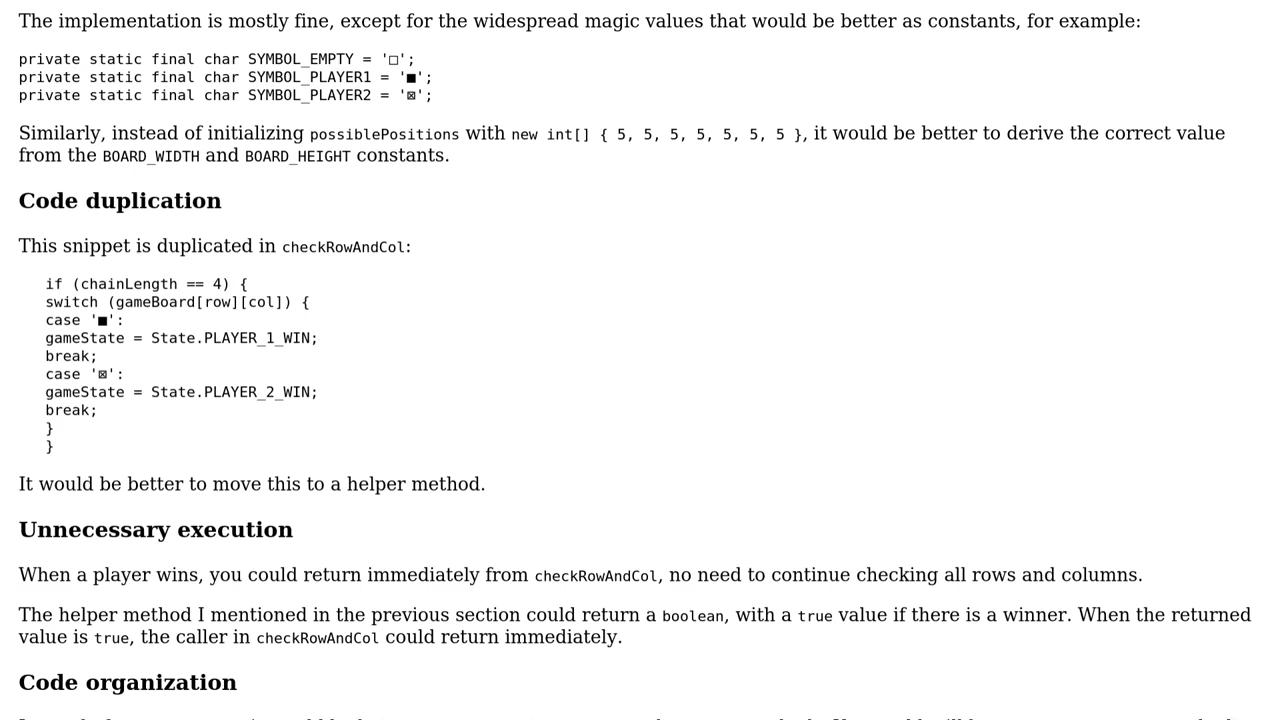 The implementation is mostly fine, except for the widespread magic values that would be better as constants, for example:
private static final char SYMBOL_EMPTY = '□';
private static final char SYMBOL_PLAYER1 = '■';
private static final char SYMBOL_PLAYER2 = '⊠';
Similarly, instead of initializing possiblePositions with new int[] { 5, 5, 5, 5, 5, 5, 5 }, it would be better to derive the correct value
from the BOARD_WIDTH and BOARD_HEIGHT constants.
Code duplication
This snippet is duplicated in checkRowAndCol:
if (chainLength == 4) {
switch (gameBoard[row][col]) {
case '■':
gameState = State.PLAYER_1_WIN;
break;
case '⊠':
gameState = State.PLAYER_2_WIN;
break;
}
}
It would be better to move this to a helper method.
Unnecessary execution
When a player wins, you could return immediately from checkRowAndCol, no need to continue checking all rows and columns.
The helper method I mentioned in the previous section could return a boolean, with a true value if there is a winner. When the returned
value is true, the caller in checkRowAndCol could return immediately.
Code organization